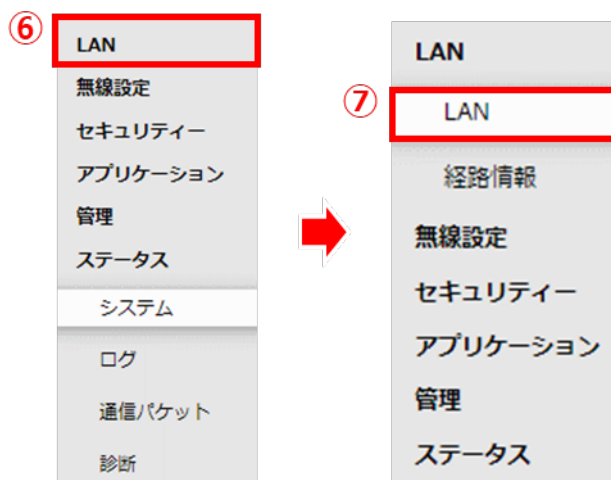 ⑥
LAN
無線設定
セキュリティー
アプリケーション
管理
ステータス
システム
ログ
通信パケット
診断
⑦
LAN
LAN
経路情報
無線設定
セキュリティー
アプリケーション
管理
ステータス